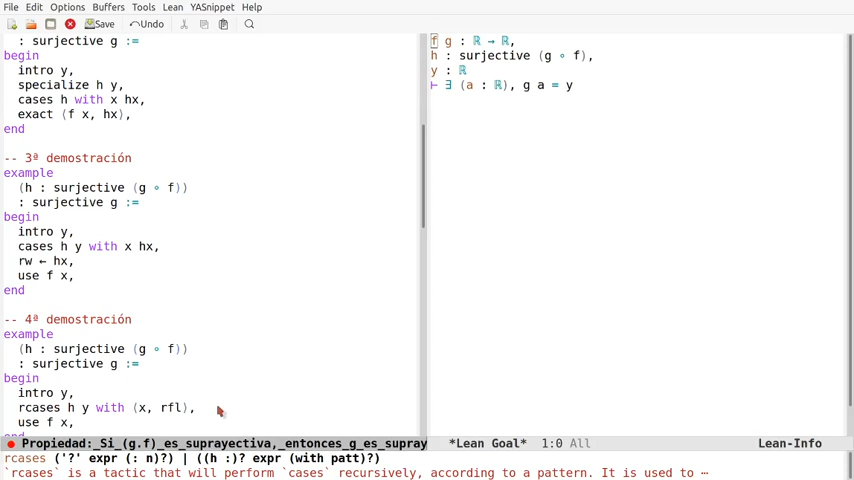 File Edit Options Buffers Tools Lean YASnippet Help
Save Undo
: surjective g :=
begin
intro y,
specialize h y,
cases h with x hx,
exact (f x, hx),
end
-- 3ª demostración
example
(h : surjective (g ∘ f))
: surjective g :=
begin
intro y,
cases h y with x hx,
rw ← hx,
use f x,
end
-- 4ª demostración
example
(h : surjective (g ∘ f))
: surjective g :=
begin
intro y,
rcases h y with (x, rfl),
use f x,
end
f g : ℝ → ℝ,
h : surjective (g ∘ f),
y : ℝ
⊢ ∃ (a : ℝ), g a = y
Propiedad:_Si_(g.f)_es_suprayectiva,_entonces_g_es_supray
*Lean Goal* 1:0 All Lean-Info
rcases ('?' expr (: n)?) | ((h :)? expr (with patt)?)
`rcases` is a tactic that will perform `cases` recursively, according to a pattern. It is used to ⋯